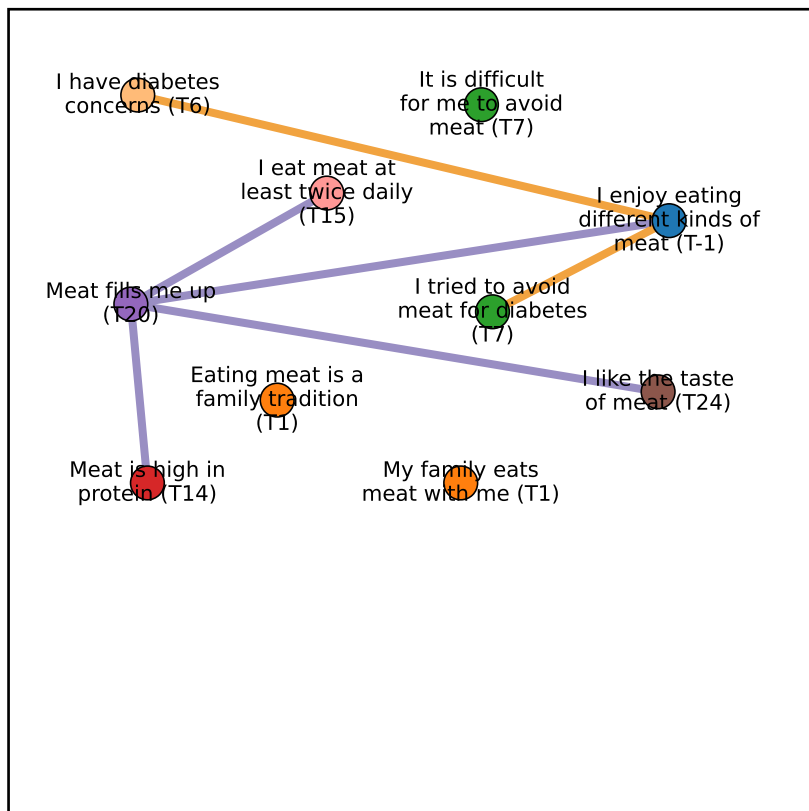 I have diabetes
concerns (T6)
It is difficult
for me to avoid
meat (T7)
I eat meat at
least twice daily
(T15)
I enjoy eating
different kinds of
meat (T-1)
Meat fills me up
(T20)
I tried to avoid
meat for diabetes
(T7)
Eating meat is a
family tradition
(T1)
I like the taste
of meat (T24)
Meat is high in
protein (T14)
My family eats
meat with me (T1)